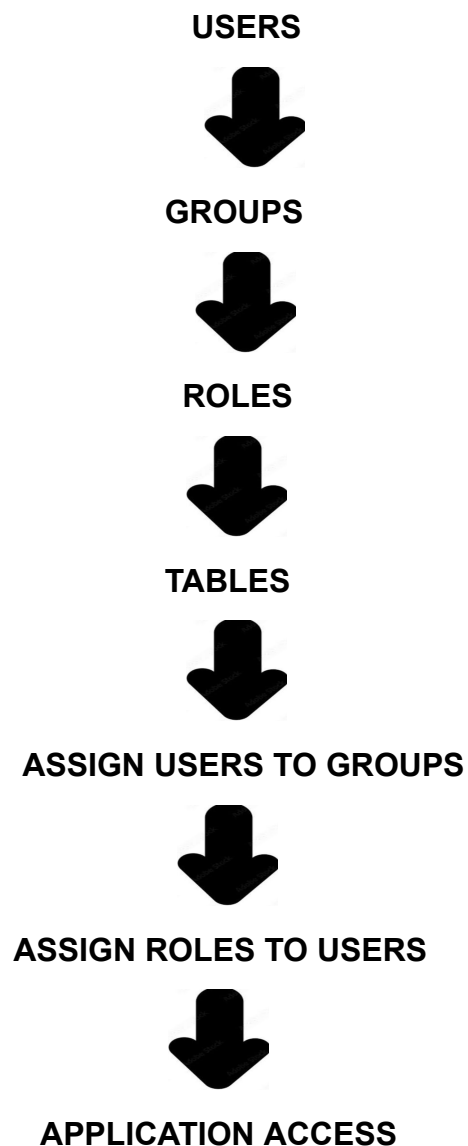 USERS
GROUPS
ROLES
TABLES
ASSIGN USERS TO GROUPS
ASSIGN ROLES TO USERS
APPLICATION ACCESS